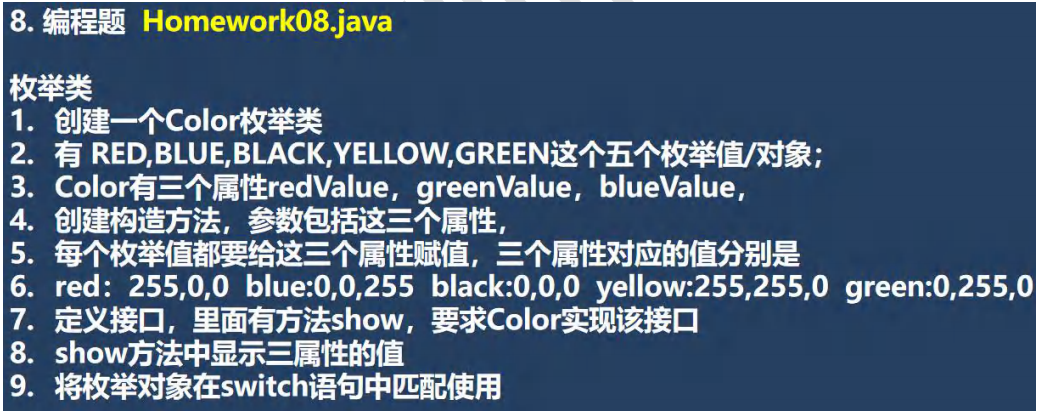 8. 编程题 Homework08.java
枚举类
1. 创建一个Color枚举类
2. 有 RED,BLUE,BLACK,YELLOW,GREEN这个五个枚举值/对象；
3. Color有三个属性redValue，greenValue，blueValue，
4. 创建构造方法，参数包括这三个属性，
5. 每个枚举值都要给这三个属性赋值，三个属性对应的值分别是
6. red：255,0,0 blue:0,0,255 black:0,0,0 yellow:255,255,0 green:0,255,0
7. 定义接口，里面有方法show，要求Color实现该接口
8. show方法中显示三属性的值
9. 将枚举对象在switch语句中匹配使用